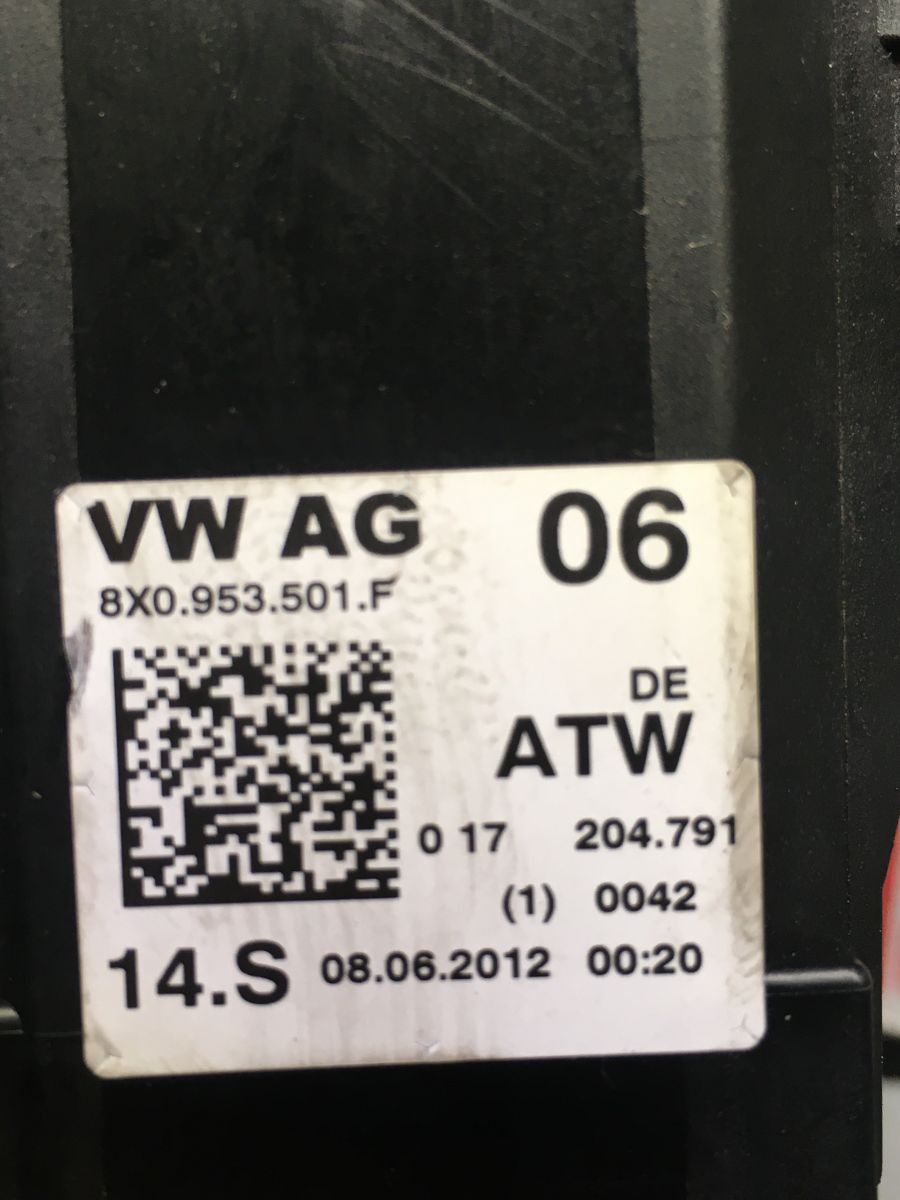 VW AG 06
8X0.953.501.F
DE
ATW
0 17 204.791
(1) 0042
14.S 08.06.2012 00:20